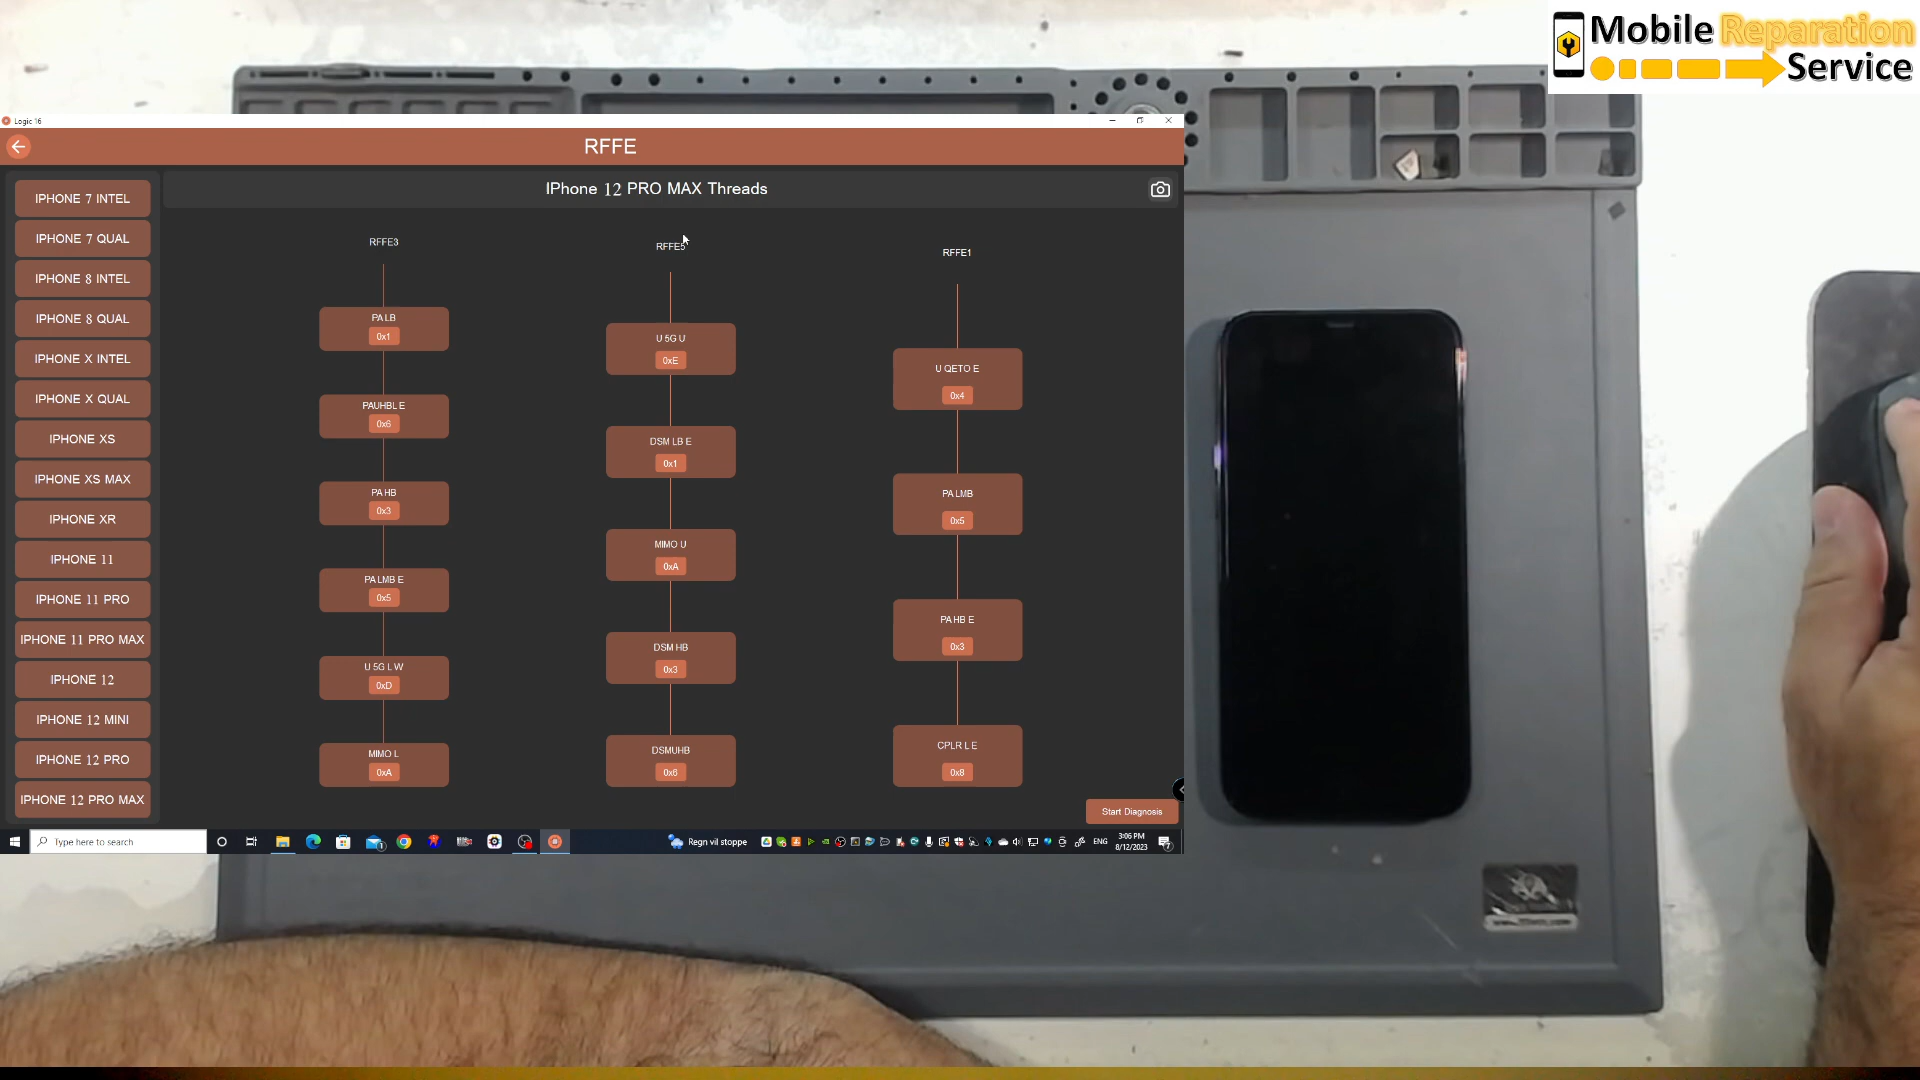 Mobile Reparation
Service
Logic 16
RFFE
IPhone 12 PRO MAX Threads
IPHONE 7 INTEL
IPHONE 7 QUAL
IPHONE 8 INTEL
IPHONE 8 QUAL
IPHONE X INTEL
IPHONE X QUAL
IPHONE XS
IPHONE XS MAX
IPHONE XR
IPHONE 11
IPHONE 11 PRO
IPHONE 11 PRO MAX
IPHONE 12
IPHONE 12 MINI
IPHONE 12 PRO
IPHONE 12 PRO MAX
RFFE3
PA LB
0x1
PAUHBL E
0x6
PA HB
0x3
PA LMB E
0x5
U 5G L W
0xD
MIMO L
0xA
RFFE5
U 5G U
0xE
DSM LB E
0x1
MIMO U
0xA
DSM HB
0x3
DSMUHB
0x6
RFFE1
U QETO E
0x4
PA LMB
0x5
PA HB E
0x3
CPLR L E
0x8
Start Diagnosis
Type here to search
Regn vil stoppe
ENG
3:06 PM
8/12/2023